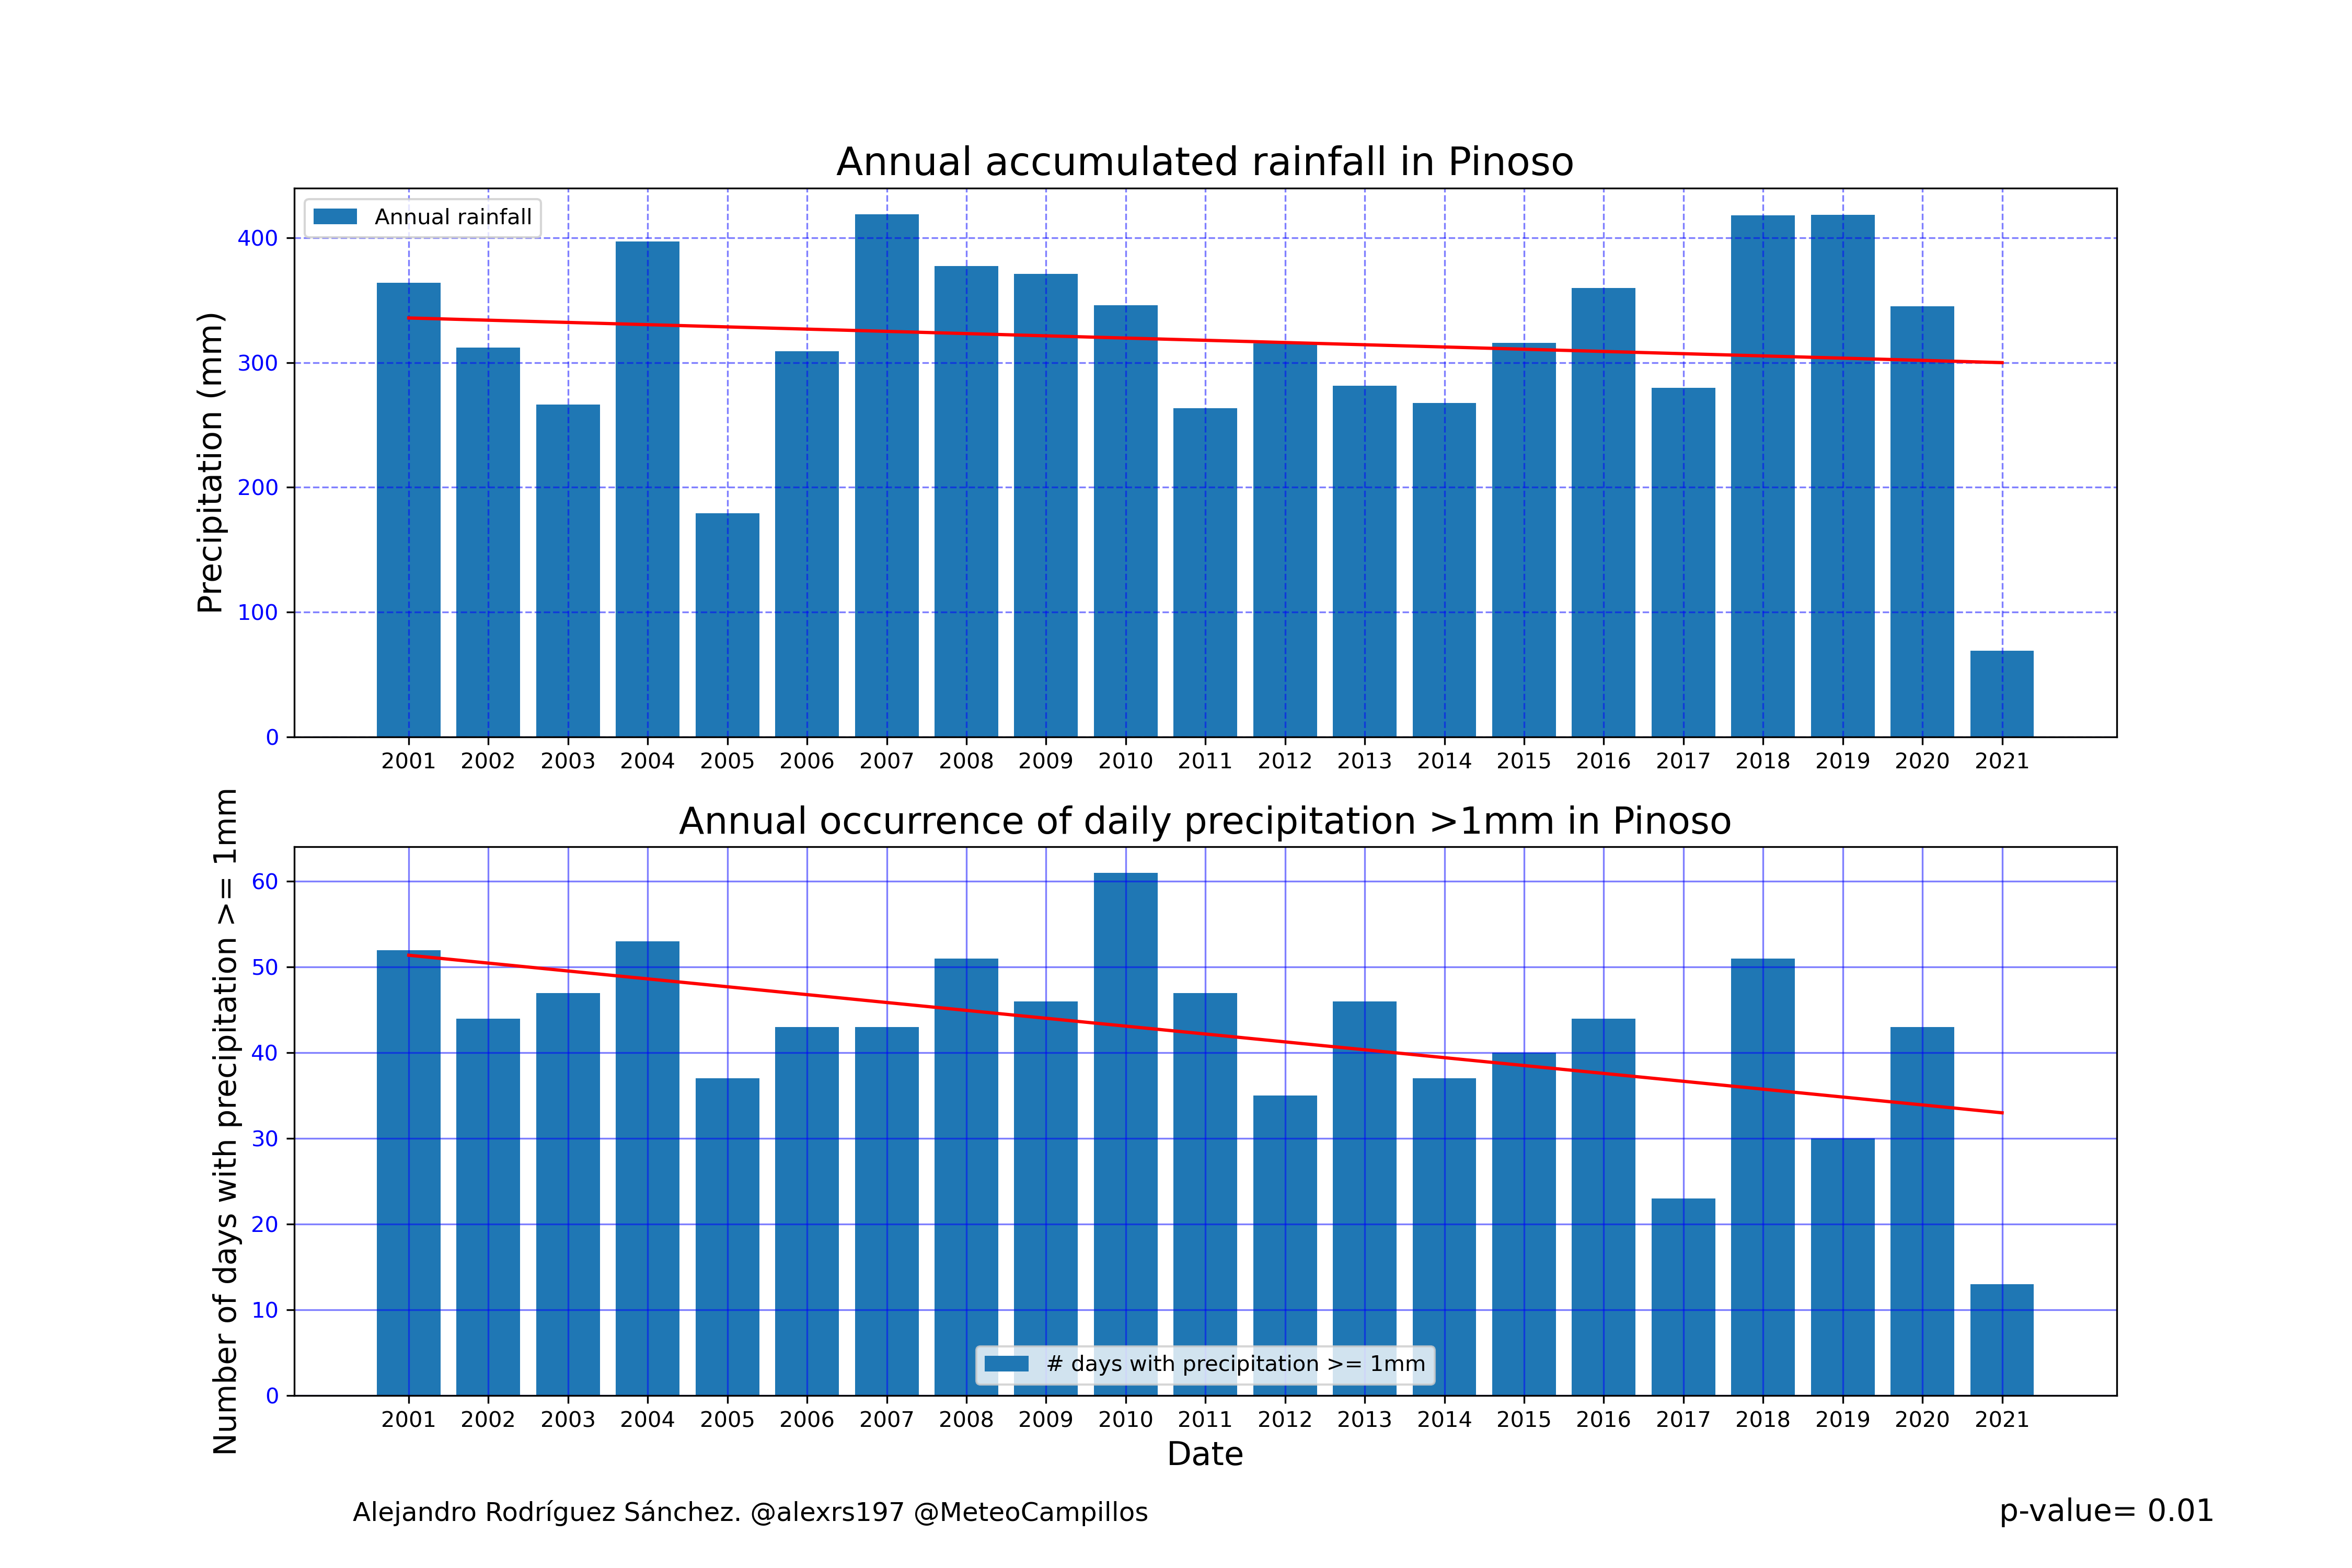 Annual accumulated rainfall in Pinoso
Annual rainfall
Precipitation (mm)
400
300
200
100
0
2001 2002 2003 2004 2005 2006 2007 2008 2009 2010 2011 2012 2013 2014 2015 2016 2017 2018 2019 2020 2021
Annual occurrence of daily precipitation >1mm in Pinoso
Number of days with precipitation >= 1mm
60
50
40
30
20
10
0
# days with precipitation >= 1mm
2001 2002 2003 2004 2005 2006 2007 2008 2009 2010 2011 2012 2013 2014 2015 2016 2017 2018 2019 2020 2021
Date
Alejandro Rodríguez Sánchez. @alexrs197 @MeteoCampillos
p-value= 0.01